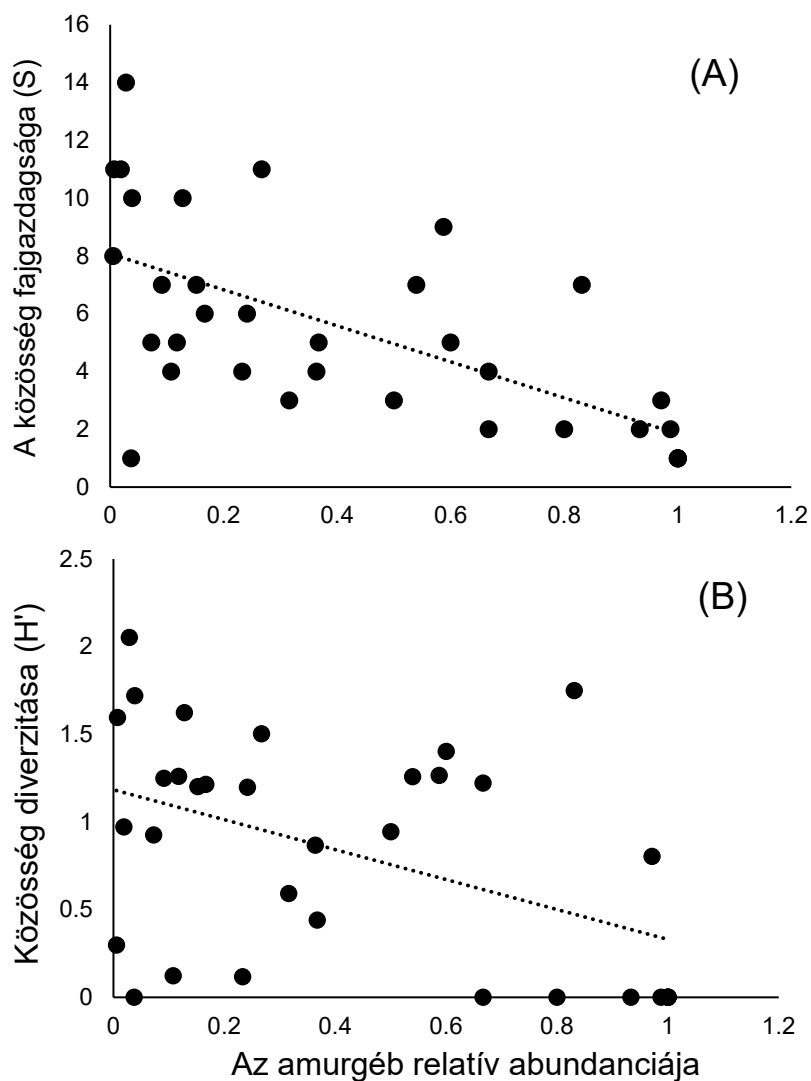 16
14
12
10
8
6
4
2
0
A közösség fajgazdagsága (S)
(A)
0 0.2 0.4 0.6 0.8 1 1.2
2.5
2
1.5
1
0.5
0
Közösség diverzitása (H')
(B)
0 0.2 0.4 0.6 0.8 1 1.2
Az amurgéb relatív abundanciája